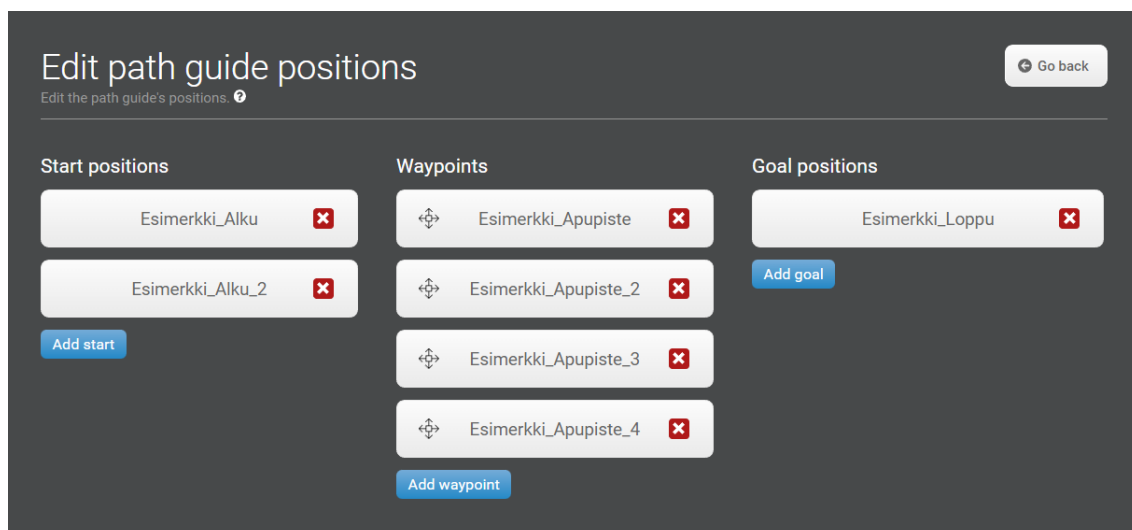 Edit path guide positions
Edit the path guide's positions.
Go back
Start positions
Esimerkki_Alku
Esimerkki_Alku_2
Add start
Waypoints
Esimerkki_Apupiste
Esimerkki_Apupiste_2
Esimerkki_Apupiste_3
Esimerkki_Apupiste_4
Add waypoint
Goal positions
Esimerkki_Loppu
Add goal